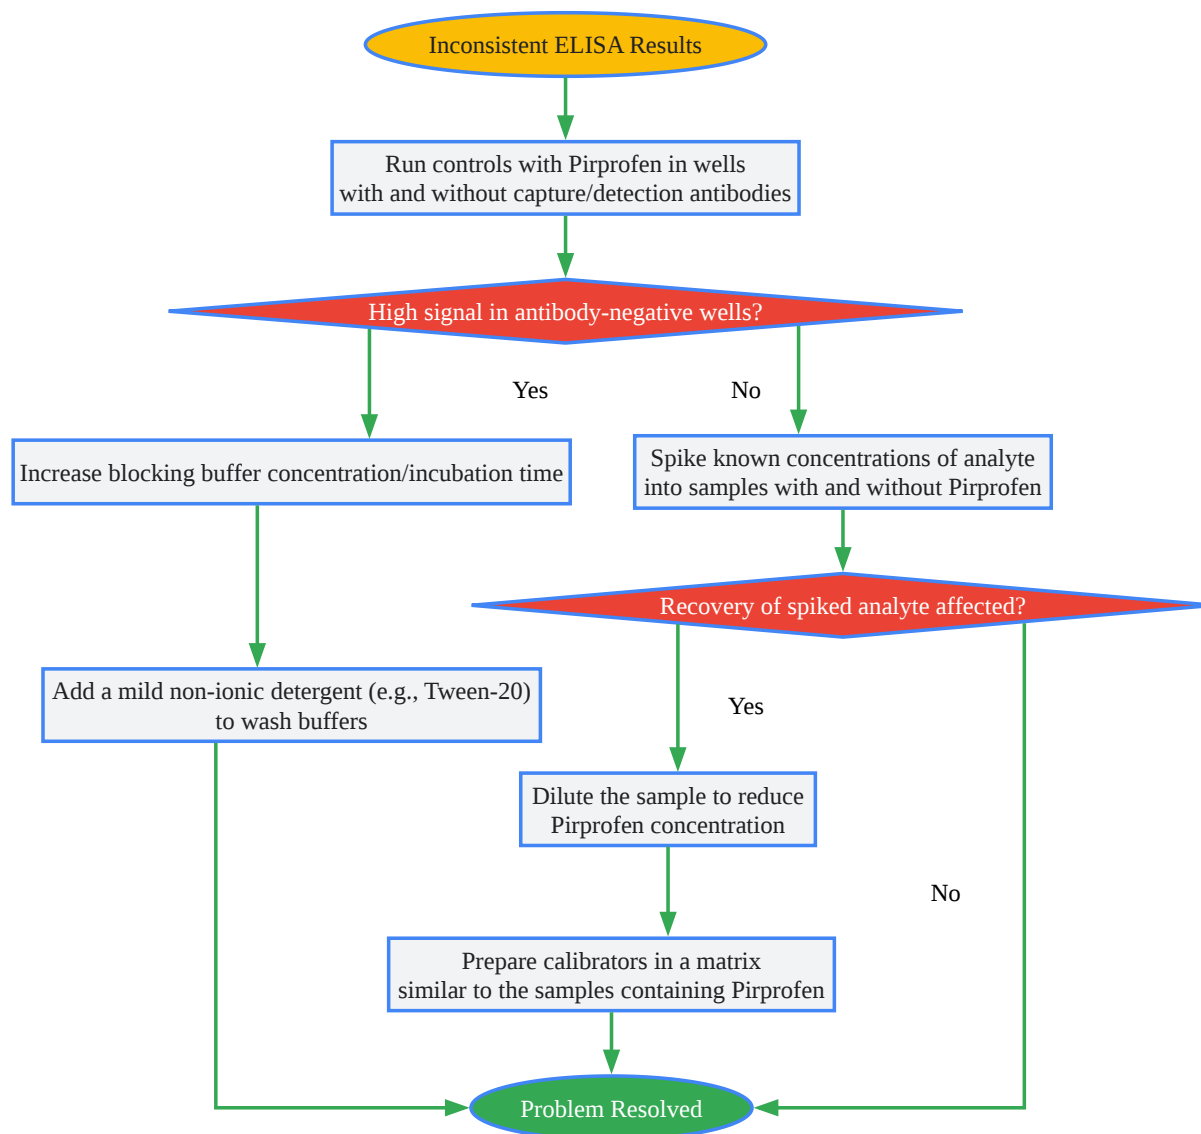 Inconsistent ELISA Results
Run controls with Pirprofen in wells
with and without capture/detection antibodies
High signal in antibody-negative wells?
Yes
No
Increase blocking buffer concentration/incubation time
Spike known concentrations of analyte
into samples with and without Pirprofen
Recovery of spiked analyte affected?
Add a mild non-ionic detergent (e.g., Tween-20)
to wash buffers
Yes
Dilute the sample to reduce
Pirprofen concentration
No
Prepare calibrators in a matrix
similar to the samples containing Pirprofen
Problem Resolved